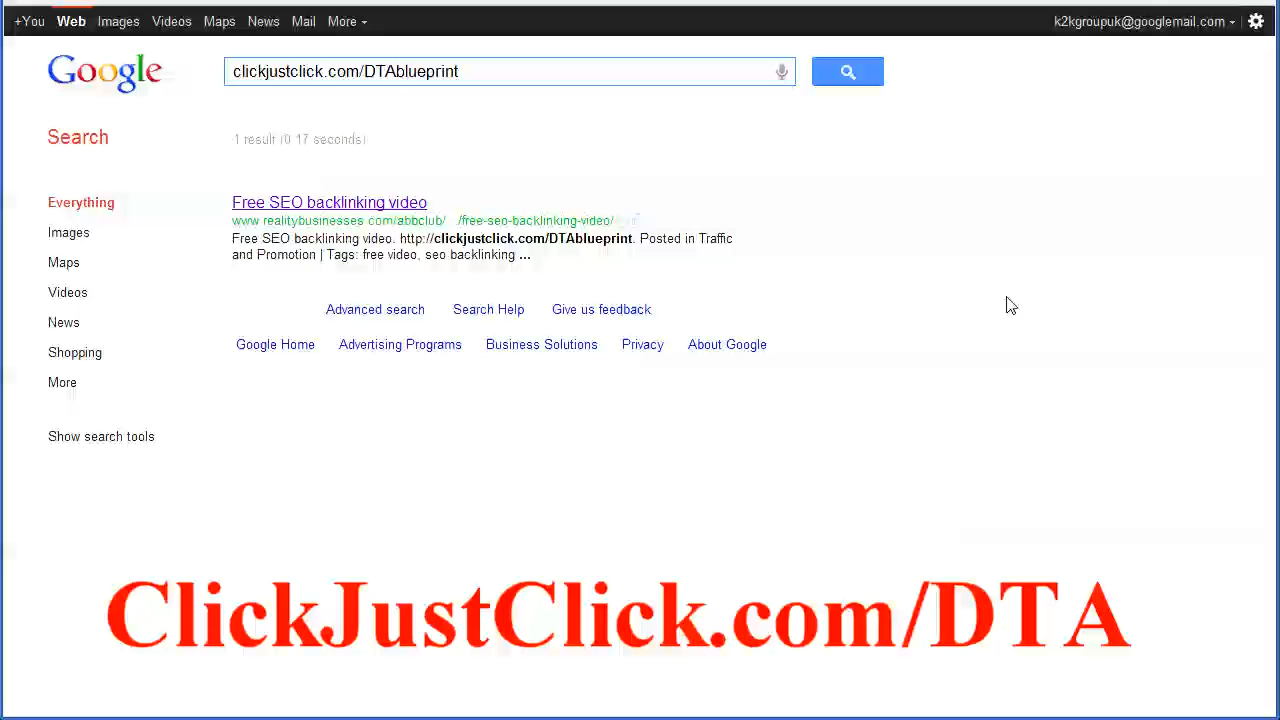 +You Web Images Videos Maps News Mail More k2kgroupuk@googlemail.com
Google clickjustclick.com/DTAblueprint
Search 1 result (0.17 seconds)
Everything
Images
Maps
Videos
News
Shopping
More
Show search tools
Free SEO backlinking video
www.realitybusinesses.com/abbclub/.../free-seo-backlinking-video/
Free SEO backlinking video. http://clickjustclick.com/DTAblueprint. Posted in Traffic
and Promotion | Tags: free video, seo backlinking ...
Advanced search Search Help Give us feedback
Google Home Advertising Programs Business Solutions Privacy About Google
ClickJustClick.com/DTA